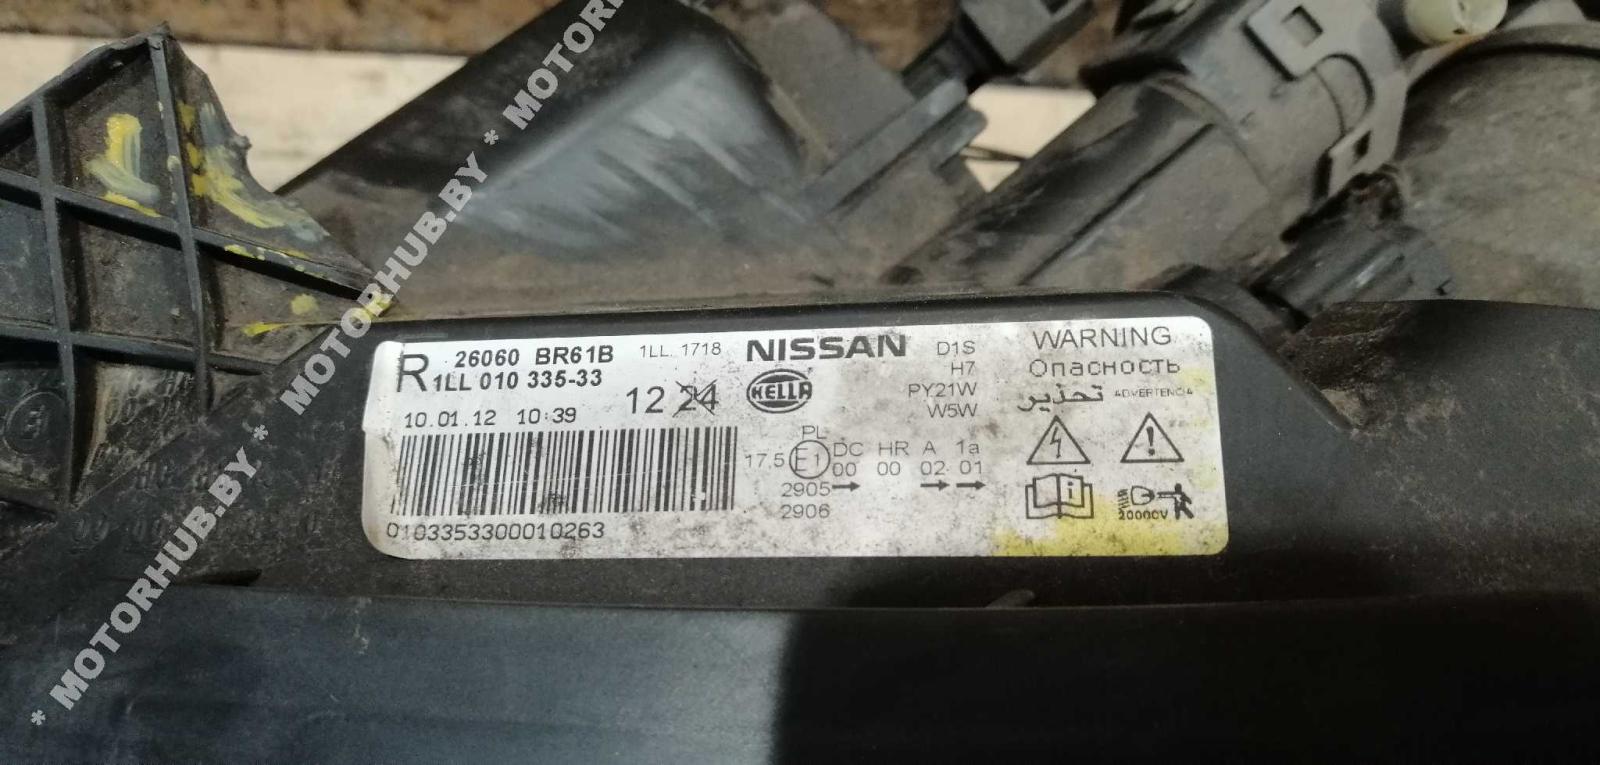 * MOTORHUB.BY * MOTORHUB.BY * MOTORHUB.BY * MOTORH
R 26060 BR61B 1LL. 1718 NISSAN
1LL 010 335-33
10.01.12 10:39 12 24 HELLA
D1S
H7
PY21W
W5W
WARNING
Опасность
تحذير ADVERTENCIA
PL
17.5 E1 DC HR A 1a
00 00 02 01
2905
2906
20000V
0103353300010263